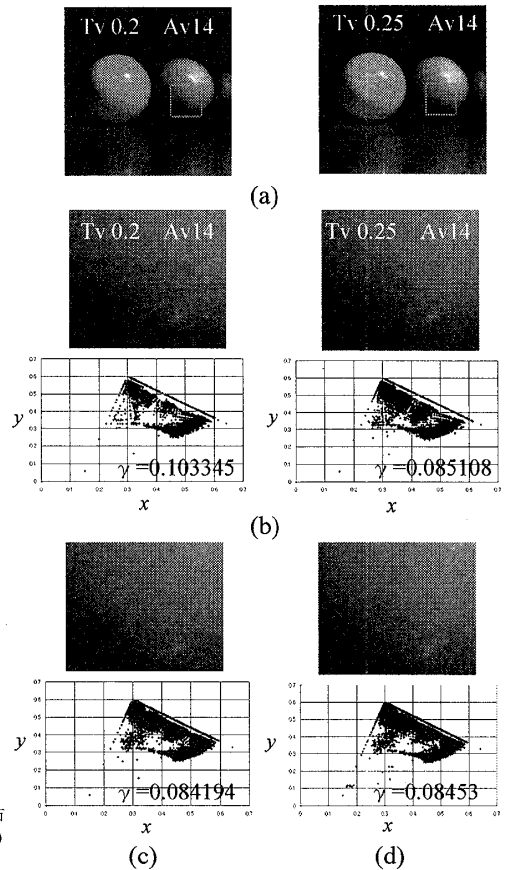 Tv 0.2 Av14
Tv 0.25 Av14
(a)
Tv 0.2 Av14
Tv 0.25 Av14
y
γ =0.103345
x
y
γ =0.085108
x
(b)
y
γ =0.084194
x
y
γ =0.08453
x
(c)
(d)